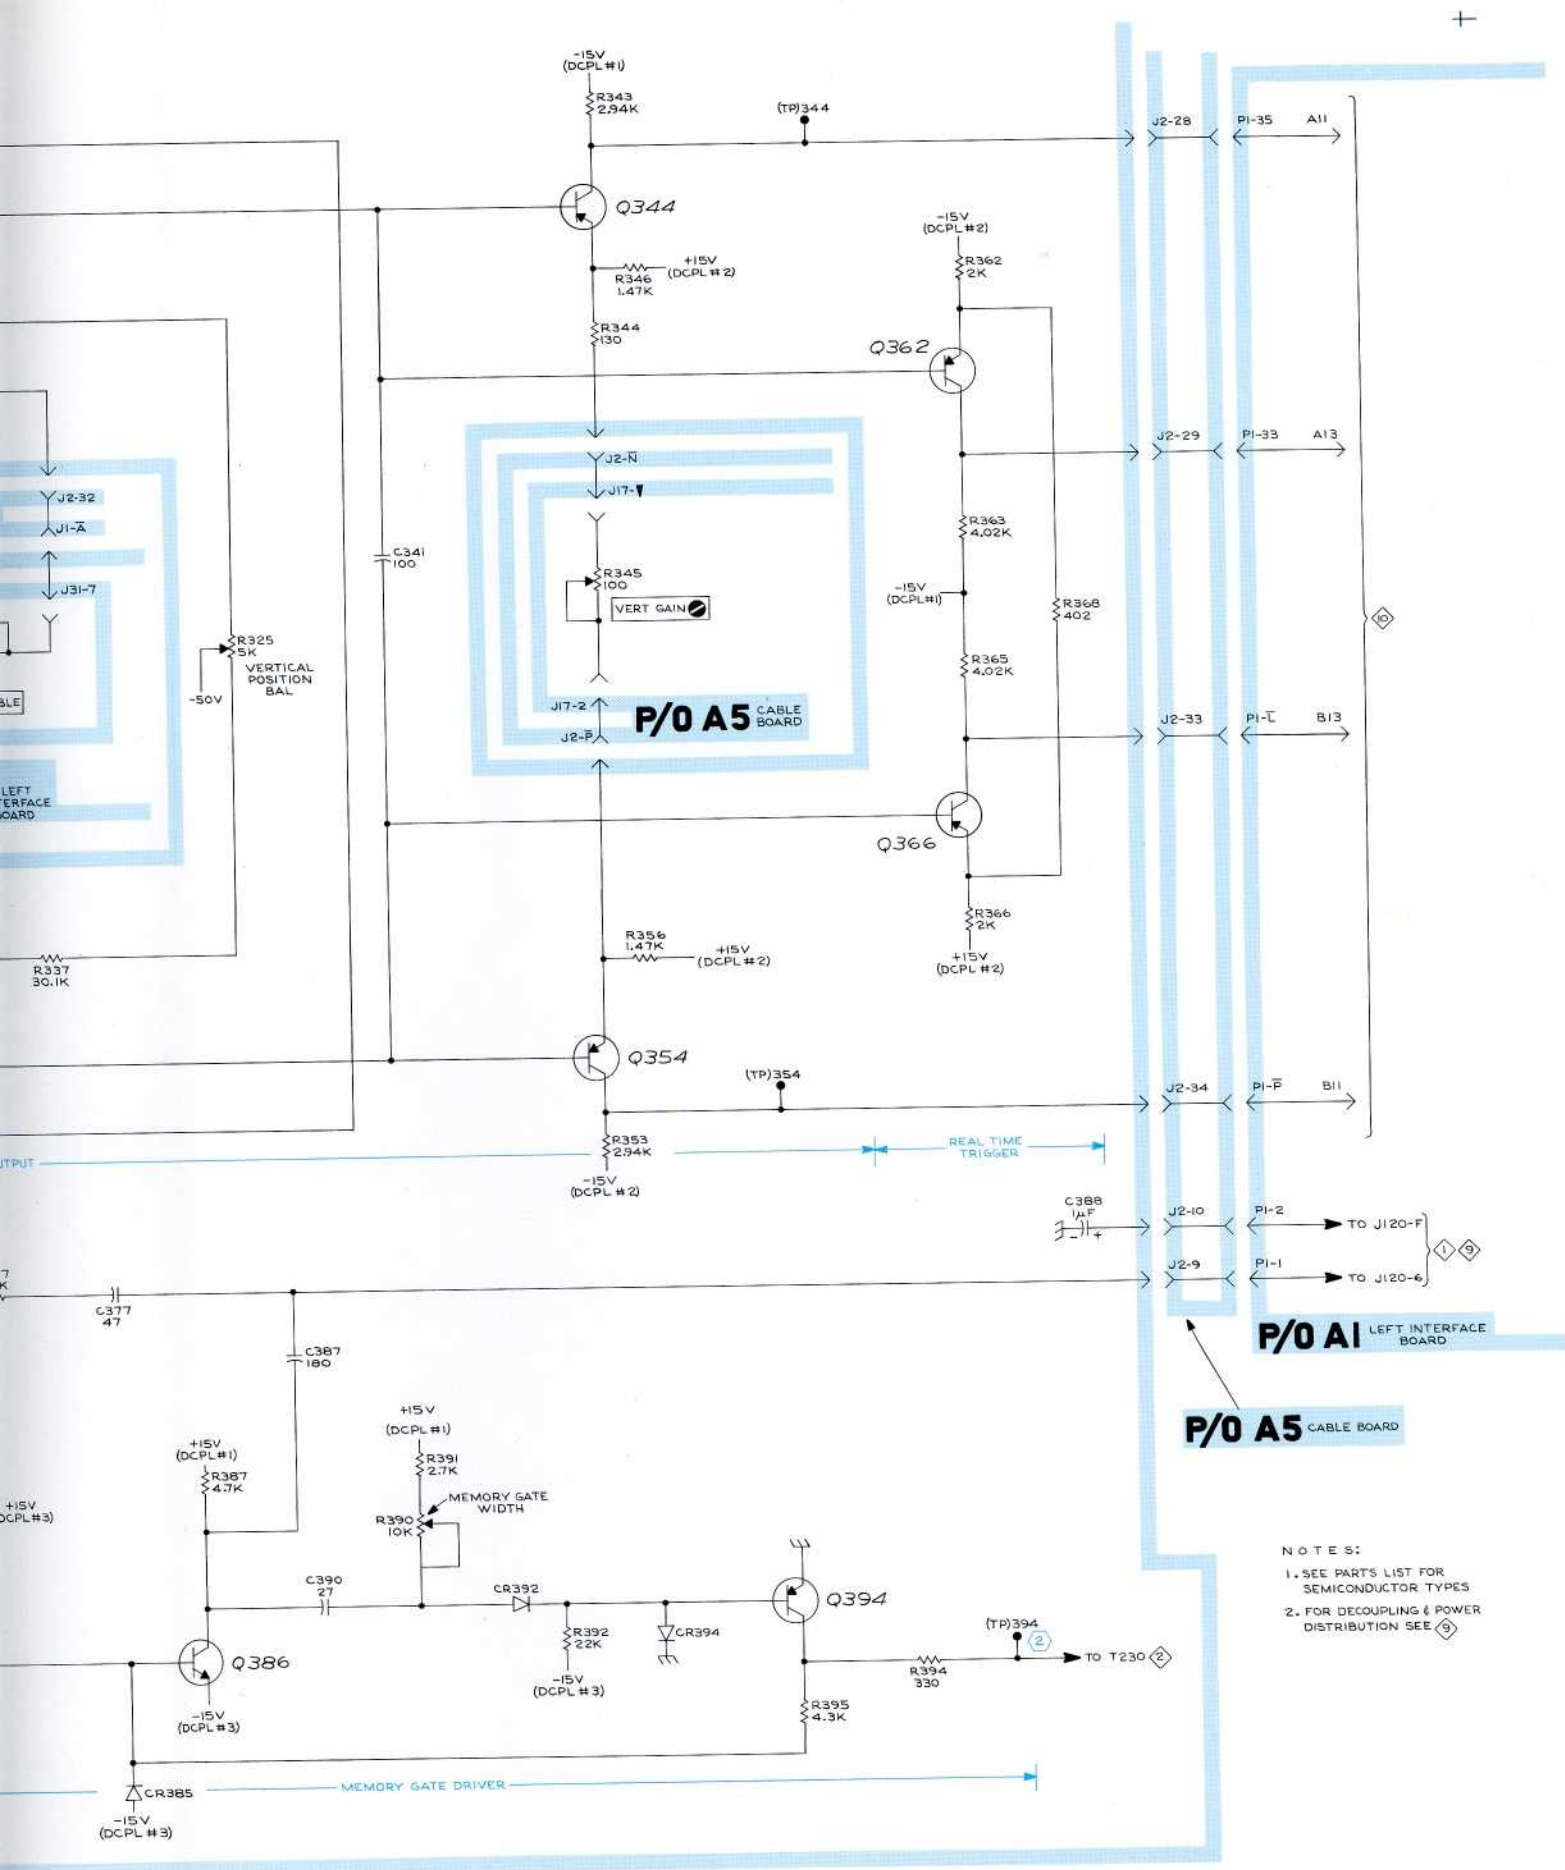 -15V
(DCPL #1)
R343
2.94K
(TP)344
J2-28
P1-35
A11
Q344
-15V
(DCPL #2)
R362
2K
+15V
(DCPL #2)
R346
1.47K
R344
130
Q362
J2-29
P1-33
A13
J2-N̅
J17-▼
J2-32
J1-A̅
J31-7
C341
100
R345
100
VERT GAIN
R363
4.02K
-15V
(DCPL #1)
R368
402
10
R325
5K
VERTICAL
POSITION
BAL
-50V
R365
4.02K
J17-2
P/O A5 CABLE
BOARD
J2-P̅
J2-33
P1-L̅
B13
LEFT
BOARD
Q366
R366
2K
+15V
(DCPL #2)
R356
1.47K
+15V
(DCPL #2)
R337
30.1K
Q354
(TP)354
J2-34
P1-P̅
B11
R353
2.94K
-15V
(DCPL #2)
REAL TIME
TRIGGER
C388
1µF
- +
J2-10
P1-2
TO J120-F
1 9
J2-9
P1-1
TO J120-6
C377
47
C387
180
P/O A1 LEFT INTERFACE
BOARD
P/O A5 CABLE BOARD
+15V
(DCPL #1)
R387
4.7K
+15V
(DCPL #1)
R391
2.7K
MEMORY GATE
WIDTH
R390
10K
+15V
C390
27
CR392
R392
22K
-15V
(DCPL #3)
CR394
Q394
(TP)394
2
TO T230 2
R394
330
R395
4.3K
Q386
-15V
(DCPL #3)
MEMORY GATE DRIVER
CR385
-15V
(DCPL #3)
NOTES:
1. SEE PARTS LIST FOR
SEMICONDUCTOR TYPES
2. FOR DECOUPLING & POWER
DISTRIBUTION SEE 9